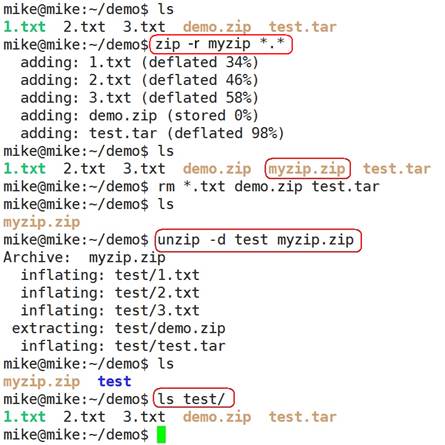 mike@mike:~/demo$ ls
1.txt  2.txt  3.txt  demo.zip  test.tar
mike@mike:~/demo$ zip -r myzip *.*
  adding: 1.txt (deflated 34%)
  adding: 2.txt (deflated 46%)
  adding: 3.txt (deflated 58%)
  adding: demo.zip (stored 0%)
  adding: test.tar (deflated 98%)
mike@mike:~/demo$ ls
1.txt  2.txt  3.txt  demo.zip  myzip.zip  test.tar
mike@mike:~/demo$ rm *.txt demo.zip test.tar
mike@mike:~/demo$ ls
myzip.zip
mike@mike:~/demo$ unzip -d test myzip.zip
Archive:  myzip.zip
  inflating: test/1.txt
  inflating: test/2.txt
  inflating: test/3.txt
 extracting: test/demo.zip
  inflating: test/test.tar
mike@mike:~/demo$ ls
myzip.zip  test
mike@mike:~/demo$ ls test/
1.txt  2.txt  3.txt  demo.zip  test.tar
mike@mike:~/demo$